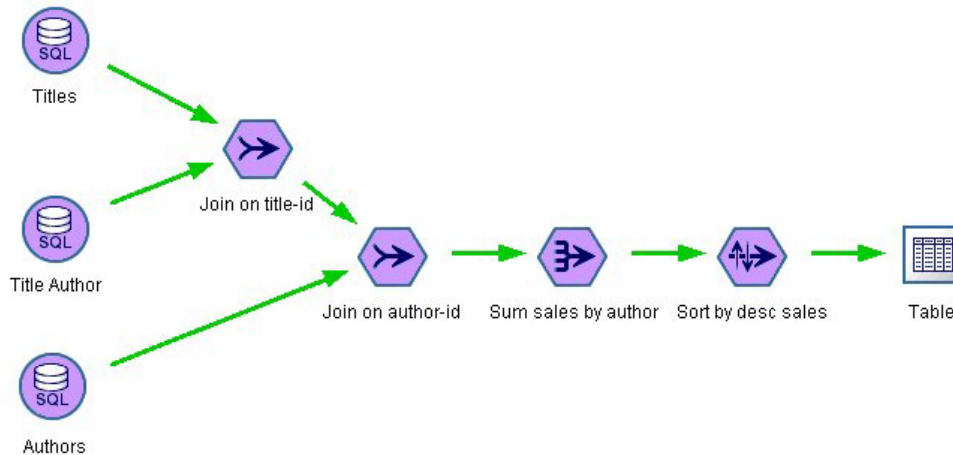 SQL
Titles
Join on title-id
SQL
Title Author
Join on author-id
Sum sales by author
Sort by desc sales
Table
SQL
Authors